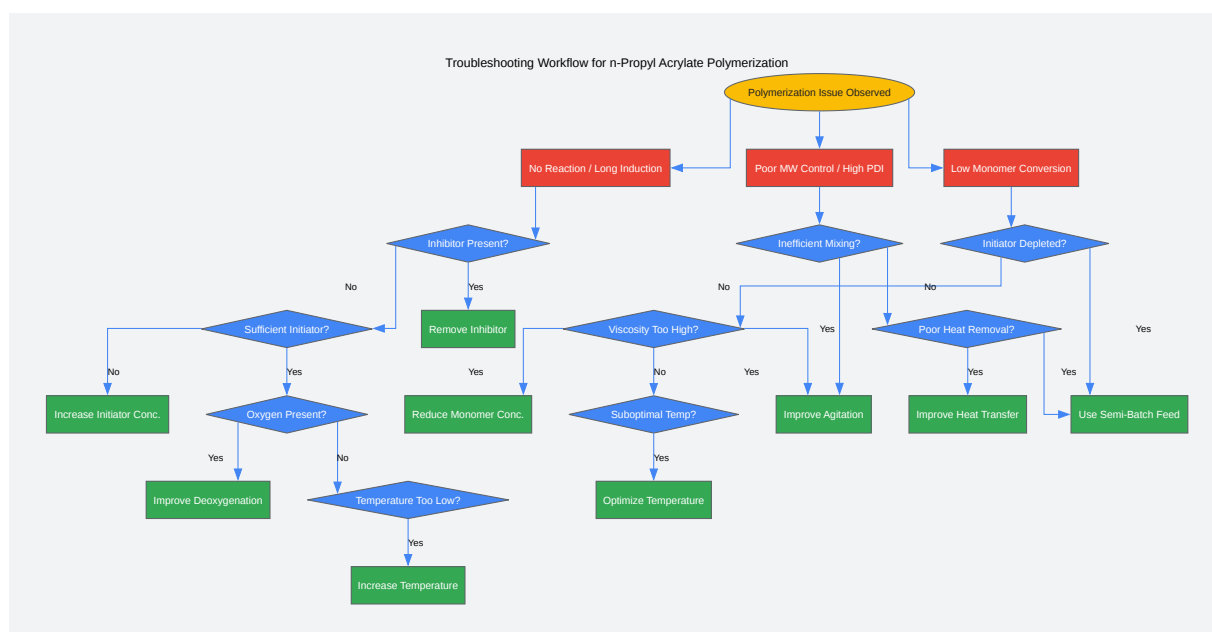 Troubleshooting Workflow for n-Propyl Acrylate Polymerization
Polymerization Issue Observed
No Reaction / Long Induction
Poor MW Control / High PDI
Low Monomer Conversion
Inhibitor Present?
Inefficient Mixing?
Initiator Depleted?
No
Yes
No
No
Sufficient Initiator?
Remove Inhibitor
Viscosity Too High?
Yes
Poor Heat Removal?
Yes
No
Yes
Yes
No
Yes
Yes
Yes
Increase Initiator Conc.
Oxygen Present?
Reduce Monomer Conc.
Suboptimal Temp?
Improve Agitation
Improve Heat Transfer
Use Semi-Batch Feed
Yes
No
Yes
Improve Deoxygenation
Temperature Too Low?
Optimize Temperature
Yes
Increase Temperature